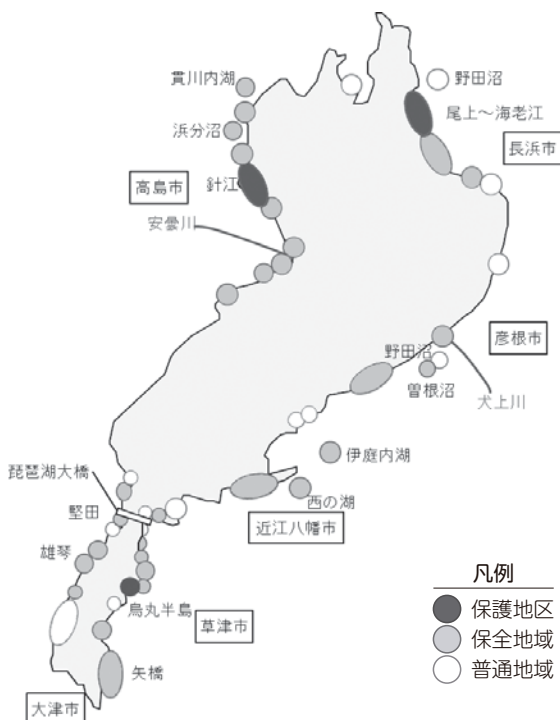 貫川内湖
野田沼
浜分沼
尾上〜海老江
長浜市
高島市
針江
安曇川
彦根市
野田沼
曽根沼
犬上川
伊庭内湖
琵琶湖大橋
西の湖
堅田
近江八幡市
雄琴
烏丸半島
草津市
矢橋
大津市
凡例
保護地区
保全地域
普通地域